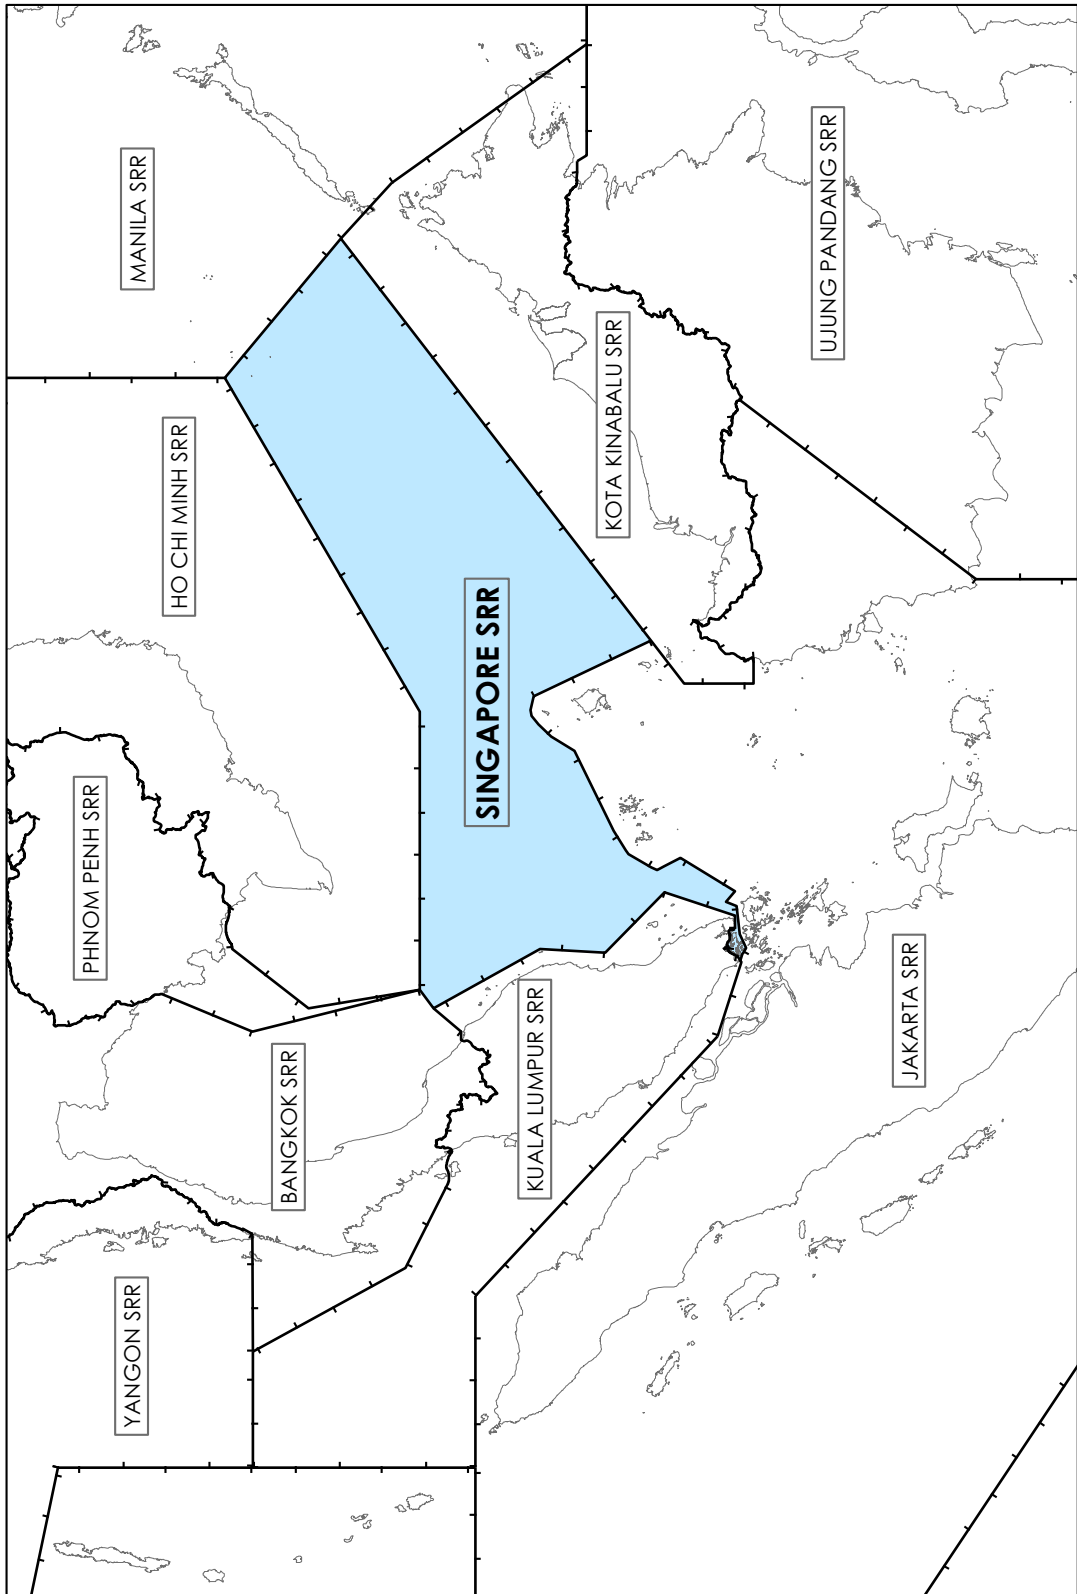 YANGON SRR
BANGKOK SRR
PHNOM PENH SRR
HO CHI MINH SRR
MANILA SRR
SINGAPORE SRR
KUALA LUMPUR SRR
KOTA KINABALU SRR
JAKARTA SRR
UJUNG PANDANG SRR